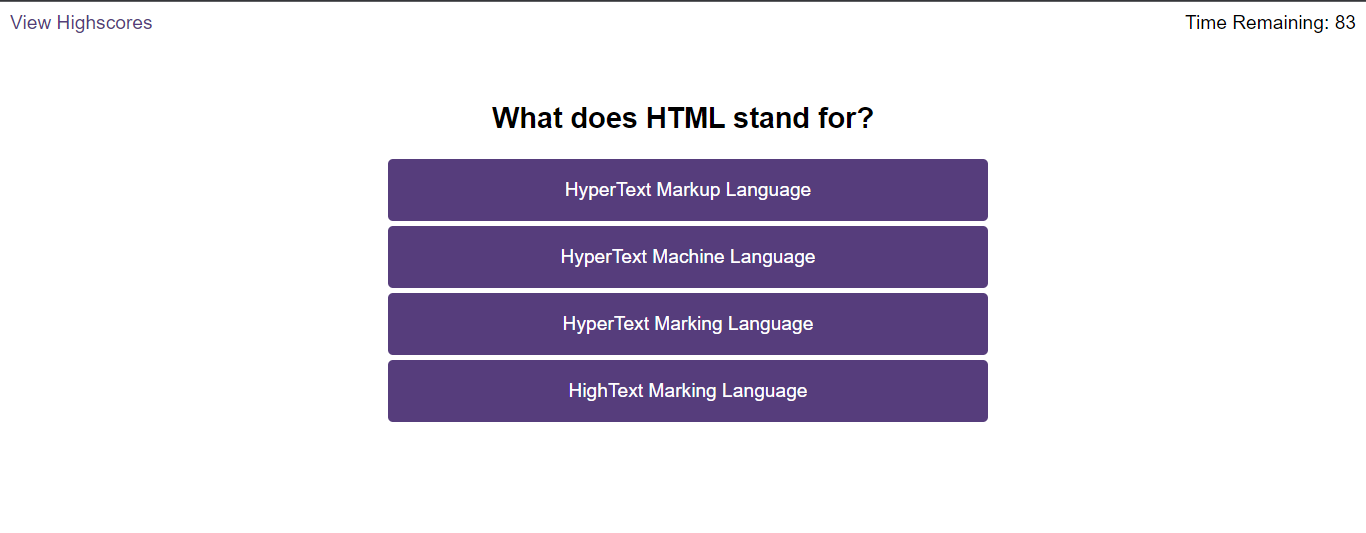 View Highscores
Time Remaining: 83
What does HTML stand for?
HyperText Markup Language
HyperText Machine Language
HyperText Marking Language
HighText Marking Language